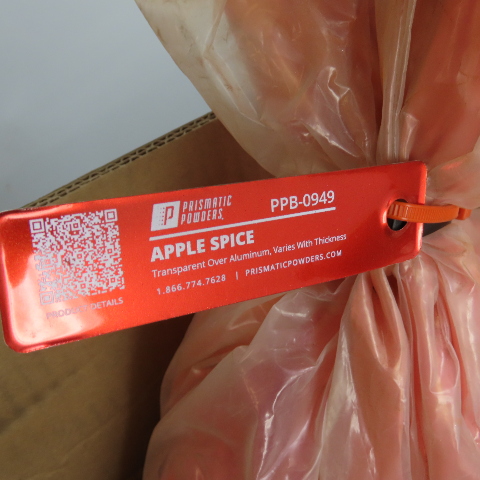 PRISMATIC
POWDERS
PPB-0949
APPLE SPICE
Transparent Over Aluminum, Varies With Thickness
1.866.774.7628 | PRISMATICPOWDERS.COM
PRODUCT DETAILS